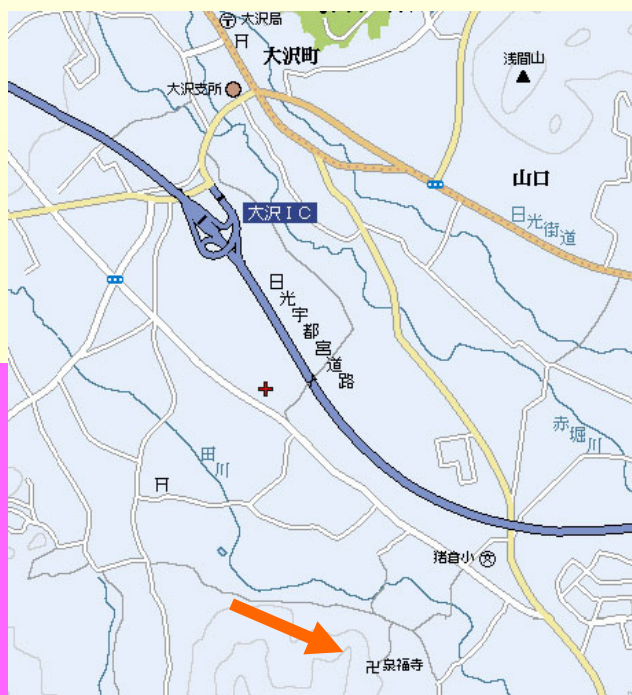 大沢局
大沢町
大沢支所
浅間山
山口
大沢IC
日光街道
日光宇都宮道路
赤堀川
田川
猪倉小
文
卍泉福寺